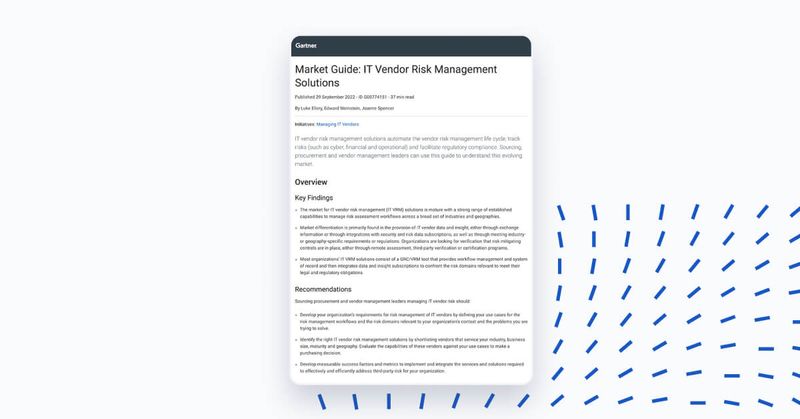 Gartner
Market Guide: IT Vendor Risk Management
Solutions
Published 29 September 2022 - ID G00774151 - 37 min read
By Luke Ellery, Edward Weinstein, Joanne Spencer
Initiatives: Managing IT Vendors
IT vendor risk management solutions automate the vendor risk management life cycle, track
risks (such as cyber, financial and operational) and facilitate regulatory compliance. Sourcing,
procurement and vendor management leaders can use this guide to understand this evolving
market.
Overview
Key Findings
The market for IT vendor risk management (IT VRM) solutions is mature with a strong range of established
capabilities to manage risk assessment workflows across a broad set of industries and geographies.
Market differentiation is primarily found in the provision of IT vendor data and insight, either through exchange
information or through integrations with security and risk data subscriptions, as well as through meeting industry-
or geography-specific requirements or regulations. Organizations are looking for verification that risk mitigating
controls are in place, either through remote assessment, third-party verification or certification programs.
Most organizations' IT VRM solutions consist of a GRC/VRM tool that provides workflow management and system
of record and then integrates data and insight subscriptions to confront the risk domains relevant to meet their
legal and regulatory obligations.
Recommendations
Sourcing procurement and vendor management leaders managing IT vendor risk should:
Develop your organization's requirements for risk management of IT vendors by defining your use cases for the
risk management workflows and the risk domains relevant to your organization's context and the problems you are
trying to solve.
Identify the right IT vendor risk management solutions by shortlisting vendors that service your industry, business
size, maturity and geography. Evaluate the capabilities of these vendors against your use cases to make a
purchasing decision.
Develop measurable success factors and metrics to implement and integrate the services and solutions required
to effectively and efficiently address third-party risk for your organization.